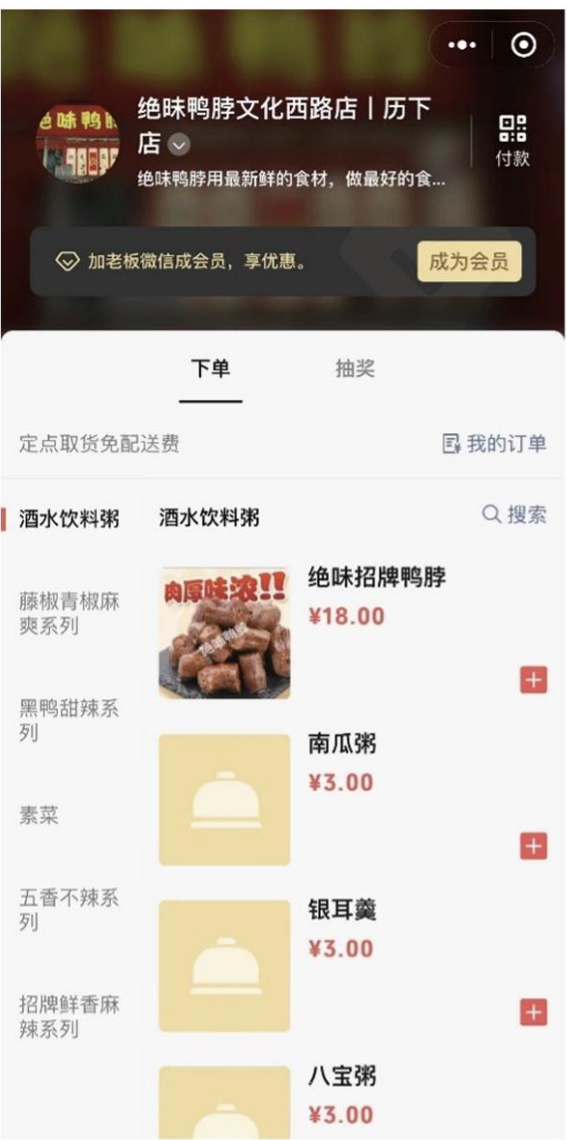 绝味鸭脖文化西路店丨历下
店
付款
绝味鸭脖用最新鲜的食材，做最好的食...
加老板微信成会员，享优惠。
成为会员
下单
抽奖
定点取货免配送费
我的订单
酒水饮料粥
藤椒青椒麻
爽系列
黑鸭甜辣系
列
素菜
五香不辣系
列
招牌鲜香麻
辣系列
酒水饮料粥
搜索
肉厚味浓!!
绝味鸭脖
绝味招牌鸭脖
¥18.00
南瓜粥
¥3.00
银耳羹
¥3.00
八宝粥
¥3.00